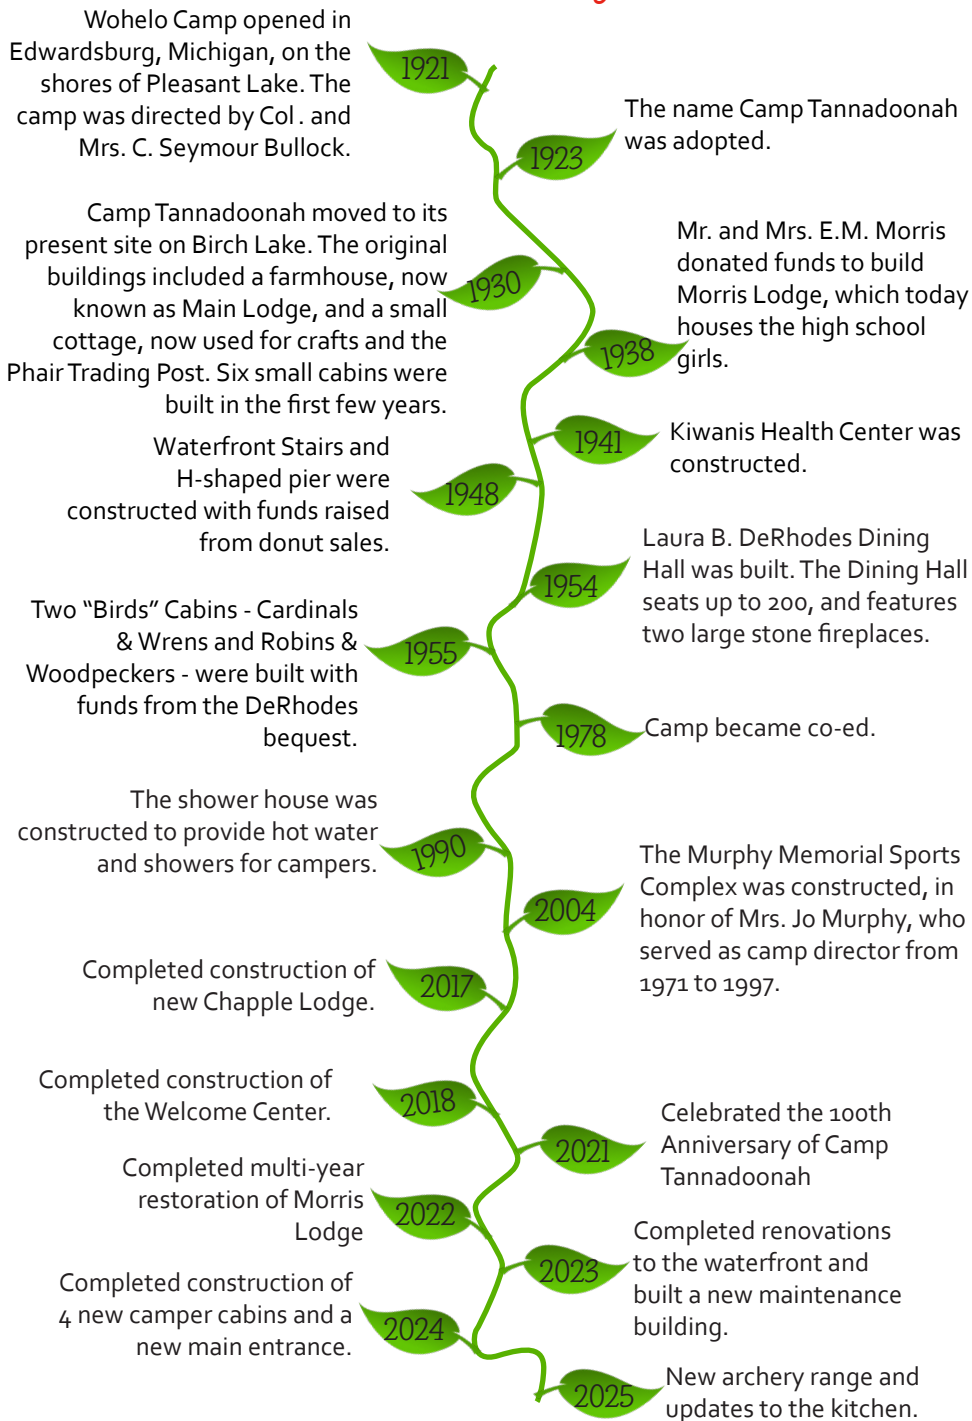 Wohelo Camp opened in
Edwardsburg, Michigan, on the
shores of Pleasant Lake. The
camp was directed by Col . and
Mrs. C. Seymour Bullock.
1921
The name Camp Tannadoonah
was adopted.
1923
Camp Tannadoonah moved to its
present site on Birch Lake. The original
buildings included a farmhouse, now
known as Main Lodge, and a small
cottage, now used for crafts and the
Phair Trading Post. Six small cabins were
built in the first few years.
1930
Mr. and Mrs. E.M. Morris
donated funds to build
Morris Lodge, which today
houses the high school
girls.
1938
Kiwanis Health Center was
constructed.
1941
Waterfront Stairs and
H-shaped pier were
constructed with funds raised
from donut sales.
1948
Laura B. DeRhodes Dining
Hall was built. The Dining Hall
seats up to 200, and features
two large stone fireplaces.
1954
Two “Birds” Cabins - Cardinals
& Wrens and Robins &
Woodpeckers - were built with
funds from the DeRhodes
bequest.
1955
1978
Camp became co-ed.
The shower house was
constructed to provide hot water
and showers for campers.
1990
The Murphy Memorial Sports
Complex was constructed, in
honor of Mrs. Jo Murphy, who
served as camp director from
1971 to 1997.
2004
Completed construction of
new Chapple Lodge.
2017
Completed construction of
the Welcome Center.
2018
Celebrated the 100th
Anniversary of Camp
Tannadoonah
2021
Completed multi-year
restoration of Morris
Lodge
2022
Completed renovations
to the waterfront and
built a new maintenance
building.
2023
Completed construction of
4 new camper cabins and a
new main entrance.
2024
New archery range and
updates to the kitchen.
2025